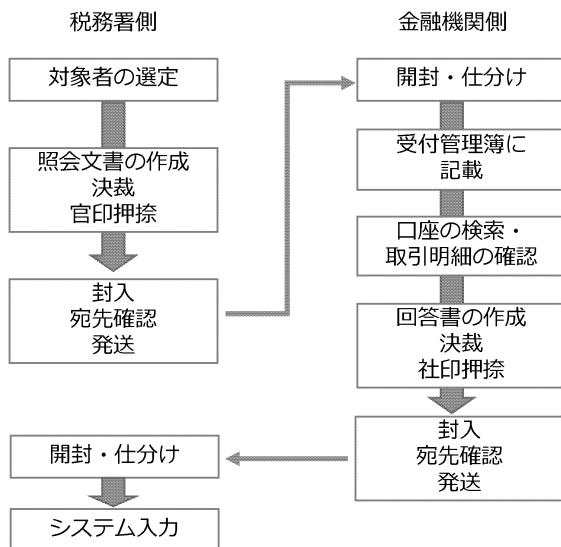 税務署側
対象者の選定
照会文書の作成
決裁
官印押捺
封入
宛先確認
発送
金融機関側
開封・仕分け
受付管理簿に
記載
口座の検索・
取引明細の確認
回答書の作成
決裁
社印押捺
封入
宛先確認
発送
開封・仕分け
システム入力